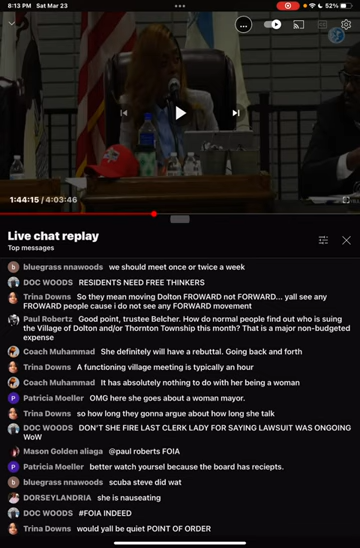 8:13 PM Sat Mar 23
52%
1:44:15 / 4:03:46
Live chat replay
Top messages
bluegrass nnawoods we should meet once or twice a week
DOC WOODS RESIDENTS NEED FREE THINKERS
Trina Downs So they mean moving Dolton FROWARD not FORWARD... yall see any
FROWARD people cause i do not see any FORWARD movement
Paul Robertz Good point, trustee Belcher. How do normal people find out who is suing
the Village of Dolton and/or Thornton Township this month? That is a major non-budgeted
expense
Coach Muhammad She definitely will have a rebuttal. Going back and forth
Trina Downs A functioning village meeting is typically an hour
Coach Muhammad It has absolutely nothing to do with her being a woman
P Patricia Moeller OMG here she goes about a woman mayor.
Trina Downs so how long they gonna argue about how long she talk
DOC WOODS DON'T SHE FIRE LAST CLERK LADY FOR SAYING LAWSUIT WAS ONGOING
WoW
Mason Golden aliaga @paul roberts FOIA
P Patricia Moeller better watch yoursel because the board has reciepts.
bluegrass nnawoods scuba steve did wat
DORSEYLANDRIA she is nauseating
DOC WOODS #FOIA INDEED
Trina Downs would yall be quiet POINT OF ORDER